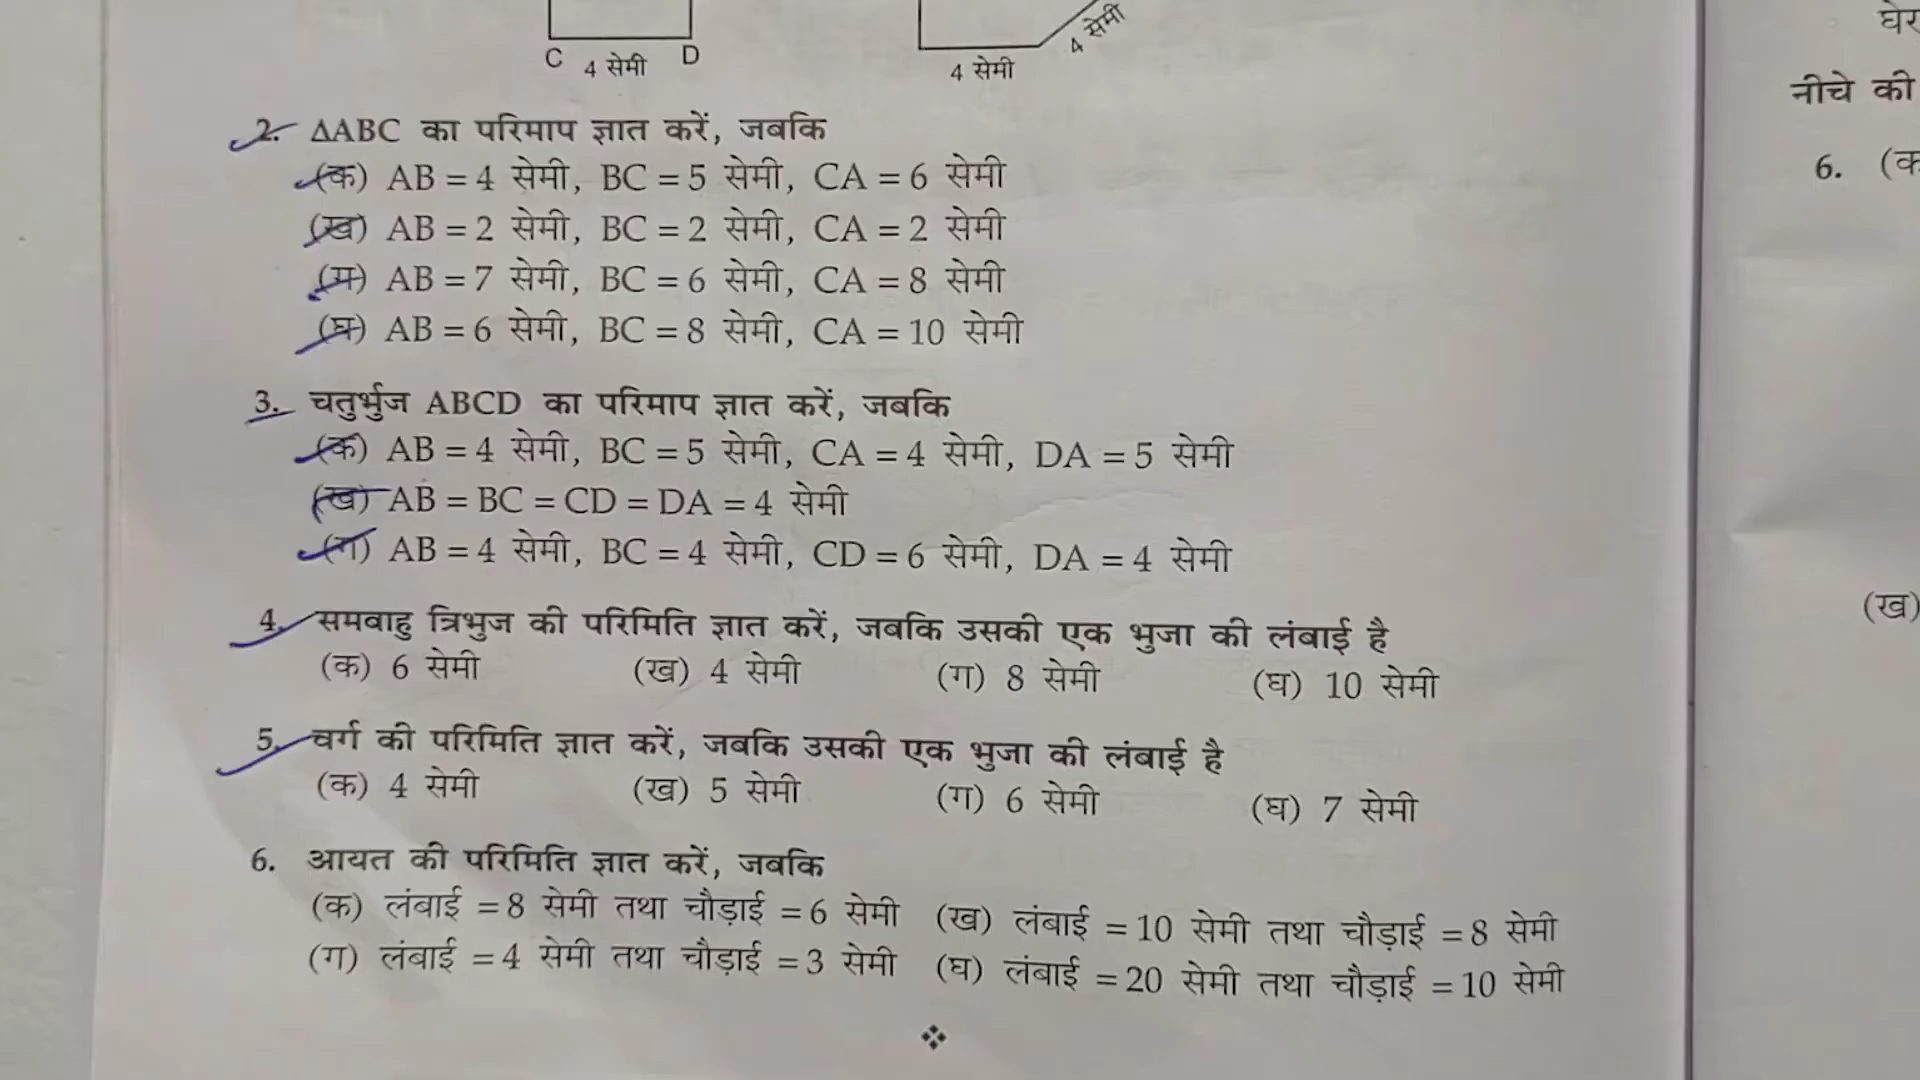 C 4 सेमी D
4 सेमी
4 सेमी
2. ΔABC का परिमाप ज्ञात करें, जबकि
(क) AB = 4 सेमी, BC = 5 सेमी, CA = 6 सेमी
(ख) AB = 2 सेमी, BC = 2 सेमी, CA = 2 सेमी
(ग) AB = 7 सेमी, BC = 6 सेमी, CA = 8 सेमी
(घ) AB = 6 सेमी, BC = 8 सेमी, CA = 10 सेमी
3. चतुर्भुज ABCD का परिमाप ज्ञात करें, जबकि
(क) AB = 4 सेमी, BC = 5 सेमी, CA = 4 सेमी, DA = 5 सेमी
(ख) AB = BC = CD = DA = 4 सेमी
(ग) AB = 4 सेमी, BC = 4 सेमी, CD = 6 सेमी, DA = 4 सेमी
4. समबाहु त्रिभुज की परिमिति ज्ञात करें, जबकि उसकी एक भुजा की लंबाई है
(क) 6 सेमी (ख) 4 सेमी (ग) 8 सेमी (घ) 10 सेमी
5. वर्ग की परिमिति ज्ञात करें, जबकि उसकी एक भुजा की लंबाई है
(क) 4 सेमी (ख) 5 सेमी (ग) 6 सेमी (घ) 7 सेमी
6. आयत की परिमिति ज्ञात करें, जबकि
(क) लंबाई = 8 सेमी तथा चौड़ाई = 6 सेमी (ख) लंबाई = 10 सेमी तथा चौड़ाई = 8 सेमी
(ग) लंबाई = 4 सेमी तथा चौड़ाई = 3 सेमी (घ) लंबाई = 20 सेमी तथा चौड़ाई = 10 सेमी
नीचे की
6. (क
(ख)